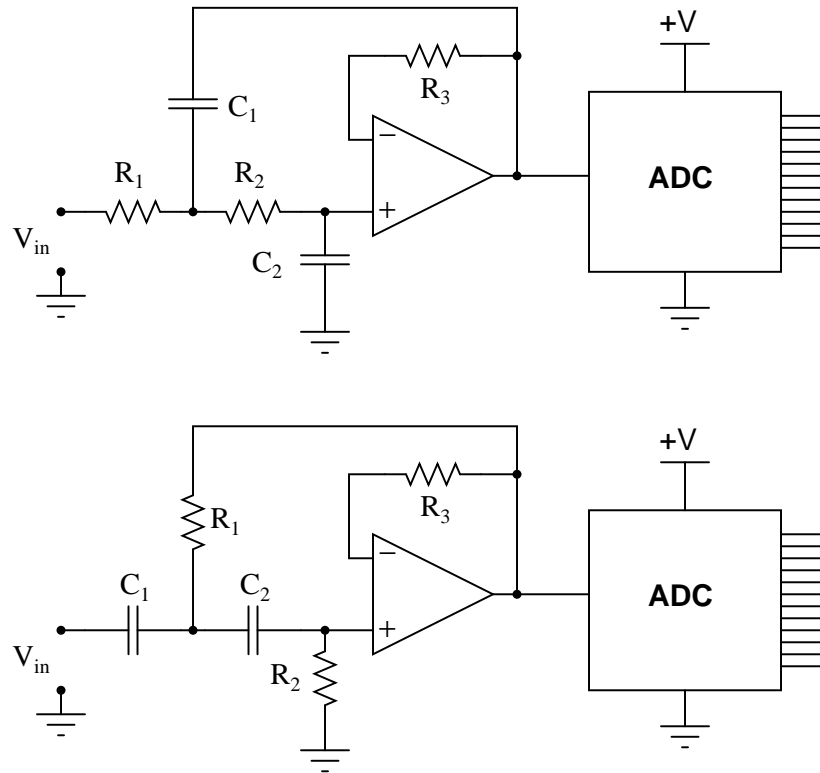 +V
R₃
C₁
−
ADC
R₁
R₂
+
Vᵢₙ
C₂
+V
R₃
R₁
−
ADC
C₁
C₂
+
Vᵢₙ
R₂